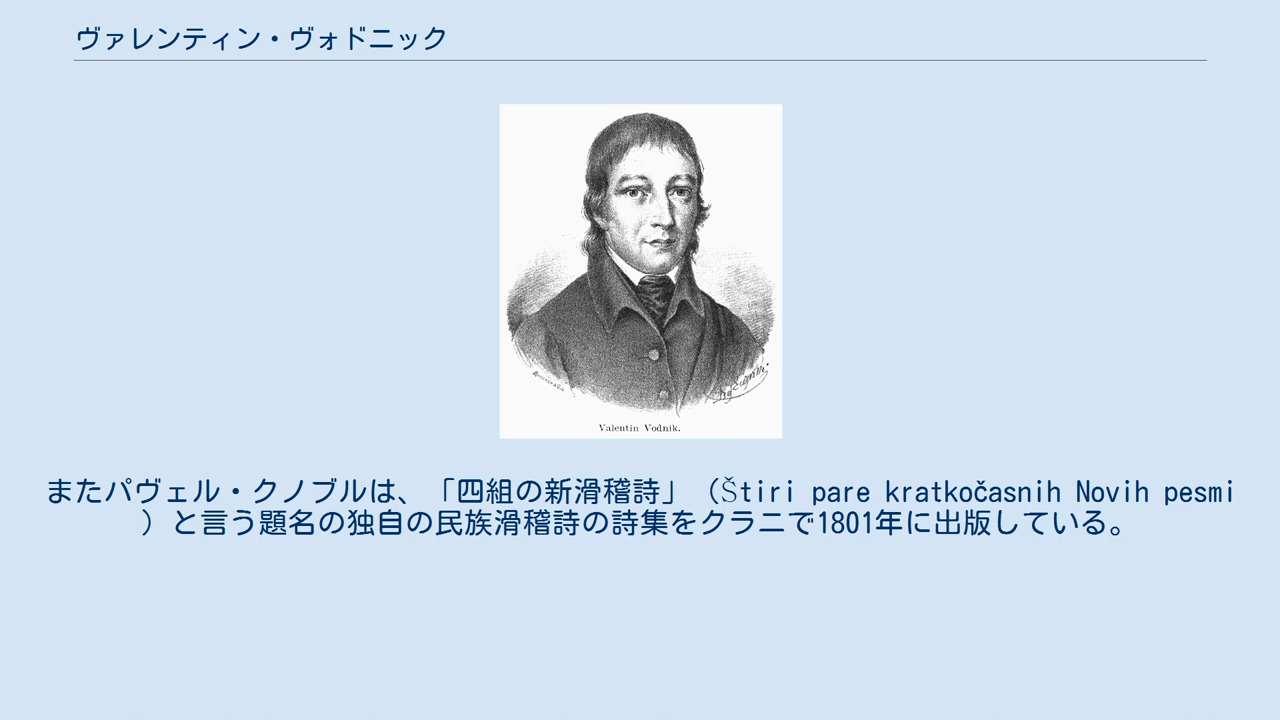 ヴァレンティン・ヴォドニック
Valentin Vodnik.
またパヴェル・クノブルは、「四組の新滑稽詩」（Štiri pare kratkočasnih Novih pesmi
）と言う題名の独自の民族滑稽詩の詩集をクラニで1801年に出版している。